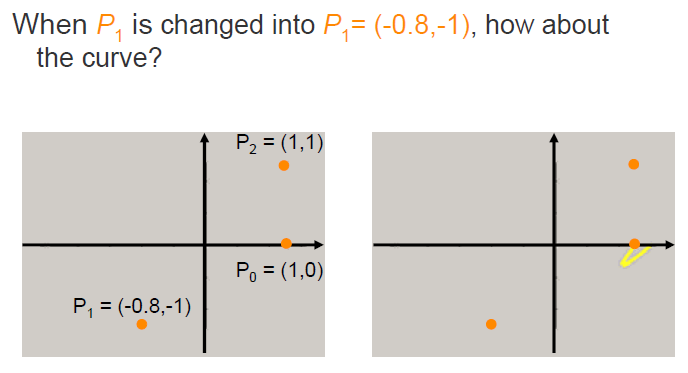 When P₁ is changed into P₁= (-0.8,-1), how about
the curve?
P₂ = (1,1)
P₀ = (1,0)
P₁ = (-0.8,-1)